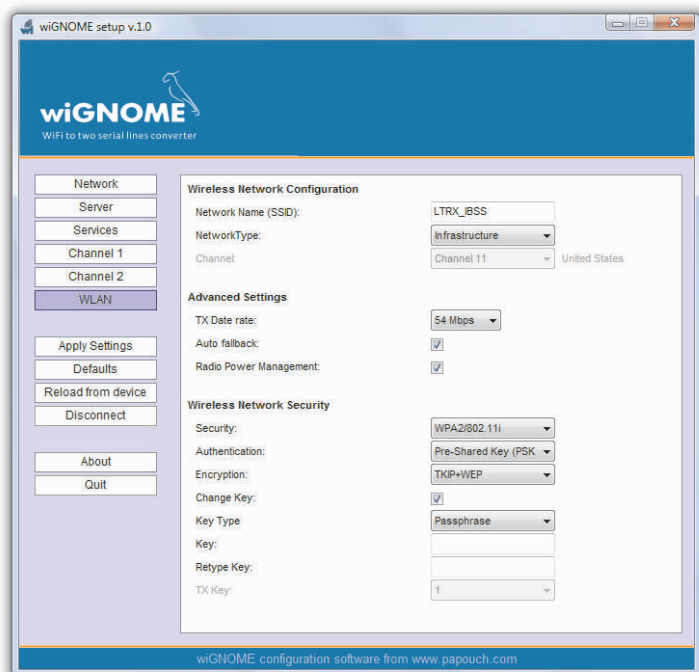 wiGNOME setup v.1.0
wiGNOME
WiFi to two serial lines converter
Network
Server
Services
Channel 1
Channel 2
WLAN
Apply Settings
Defaults
Reload from device
Disconnect
About
Quit
Wireless Network Configuration
Network Name (SSID): LTRX_IBSS
NetworkType: Infrastructure
Channel: Channel 11 United States
Advanced Settings
TX Date rate: 54 Mbps
Auto fallback:
Radio Power Management:
Wireless Network Security
Security: WPA2/802.11i
Authentication: Pre-Shared Key (PSK
Encryption: TKIP+WEP
Change Key:
Key Type Passphrase
Key:
Retype Key:
TX Key: 1
wiGNOME configuration software from www.papouch.com